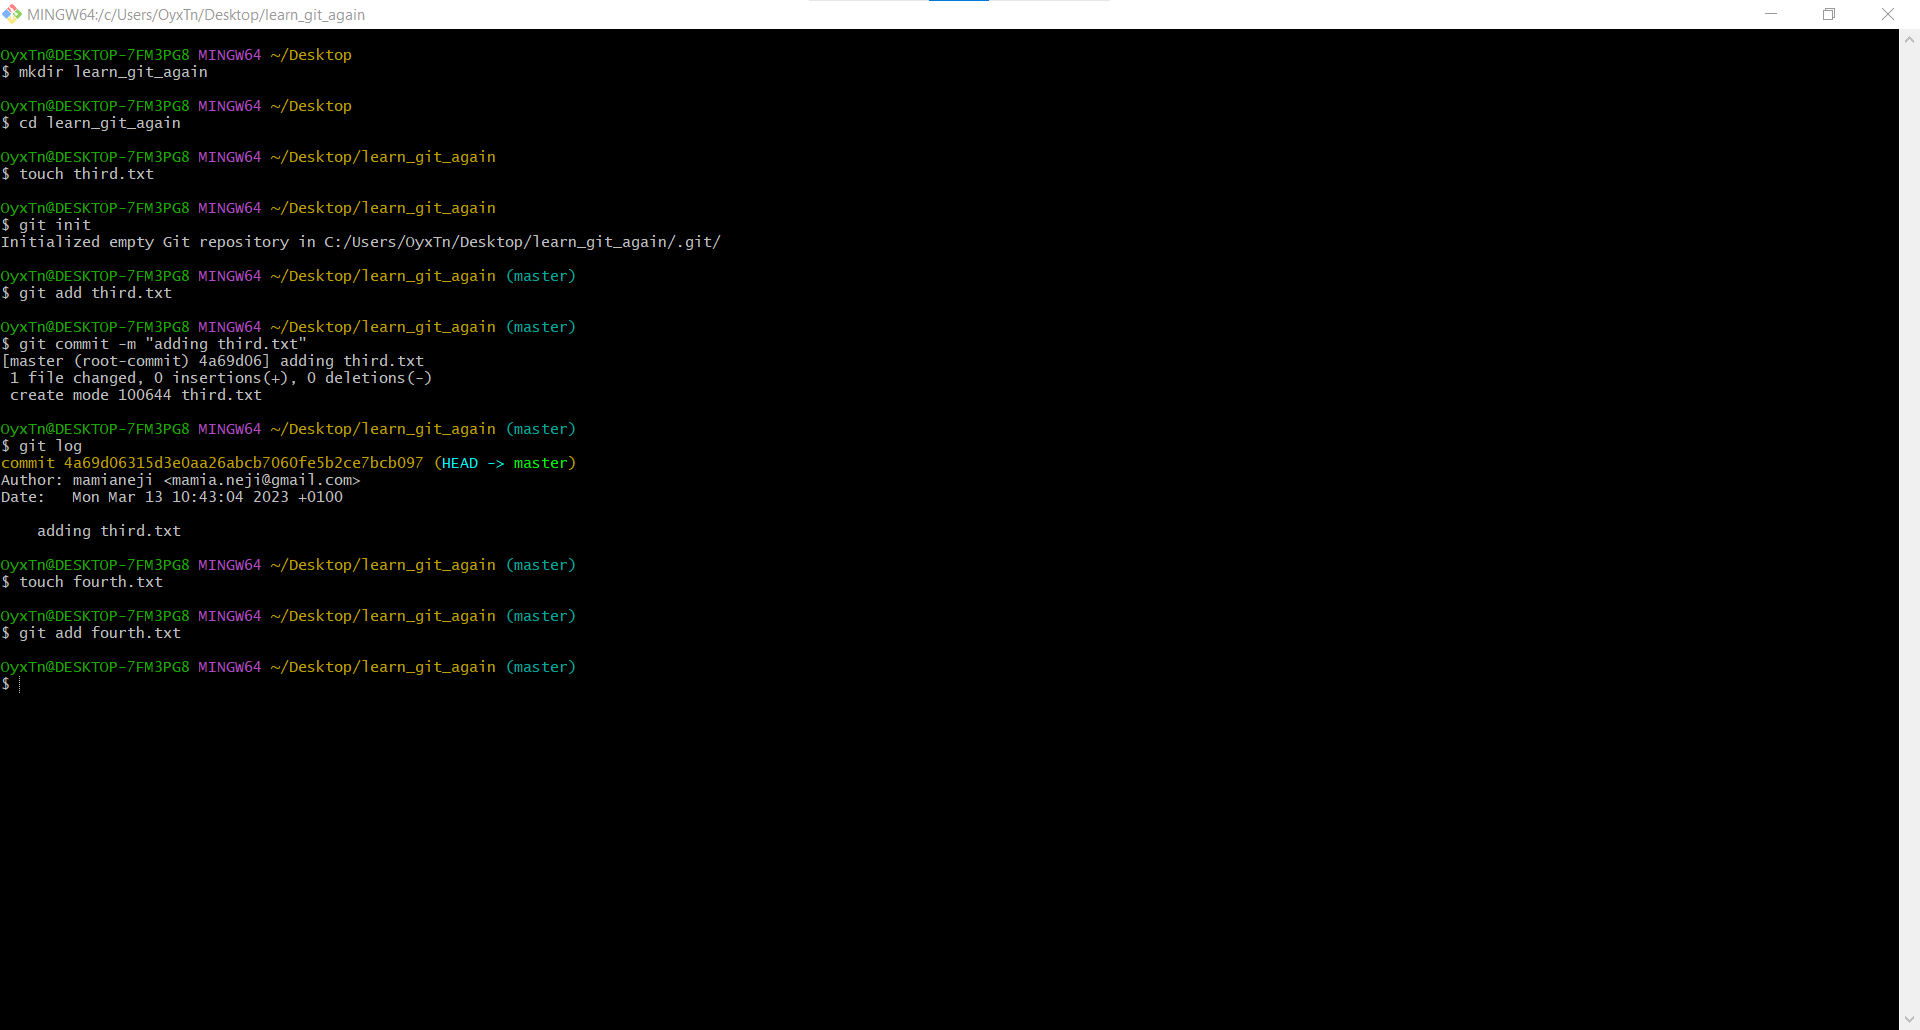 MINGW64:/c/Users/OyxTn/Desktop/learn_git_again
OyxTn@DESKTOP-7FM3PG8 MINGW64 ~/Desktop
$ mkdir learn_git_again
OyxTn@DESKTOP-7FM3PG8 MINGW64 ~/Desktop
$ cd learn_git_again
OyxTn@DESKTOP-7FM3PG8 MINGW64 ~/Desktop/learn_git_again
$ touch third.txt
OyxTn@DESKTOP-7FM3PG8 MINGW64 ~/Desktop/learn_git_again
$ git init
Initialized empty Git repository in C:/Users/OyxTn/Desktop/learn_git_again/.git/
OyxTn@DESKTOP-7FM3PG8 MINGW64 ~/Desktop/learn_git_again (master)
$ git add third.txt
OyxTn@DESKTOP-7FM3PG8 MINGW64 ~/Desktop/learn_git_again (master)
$ git commit -m "adding third.txt"
[master (root-commit) 4a69d06] adding third.txt
 1 file changed, 0 insertions(+), 0 deletions(-)
 create mode 100644 third.txt
OyxTn@DESKTOP-7FM3PG8 MINGW64 ~/Desktop/learn_git_again (master)
$ git log
commit 4a69d06315d3e0aa26abcb7060fe5b2ce7bcb097 (HEAD -> master)
Author: mamianeji <mamia.neji@gmail.com>
Date:   Mon Mar 13 10:43:04 2023 +0100
    adding third.txt
OyxTn@DESKTOP-7FM3PG8 MINGW64 ~/Desktop/learn_git_again (master)
$ touch fourth.txt
OyxTn@DESKTOP-7FM3PG8 MINGW64 ~/Desktop/learn_git_again (master)
$ git add fourth.txt
OyxTn@DESKTOP-7FM3PG8 MINGW64 ~/Desktop/learn_git_again (master)
$